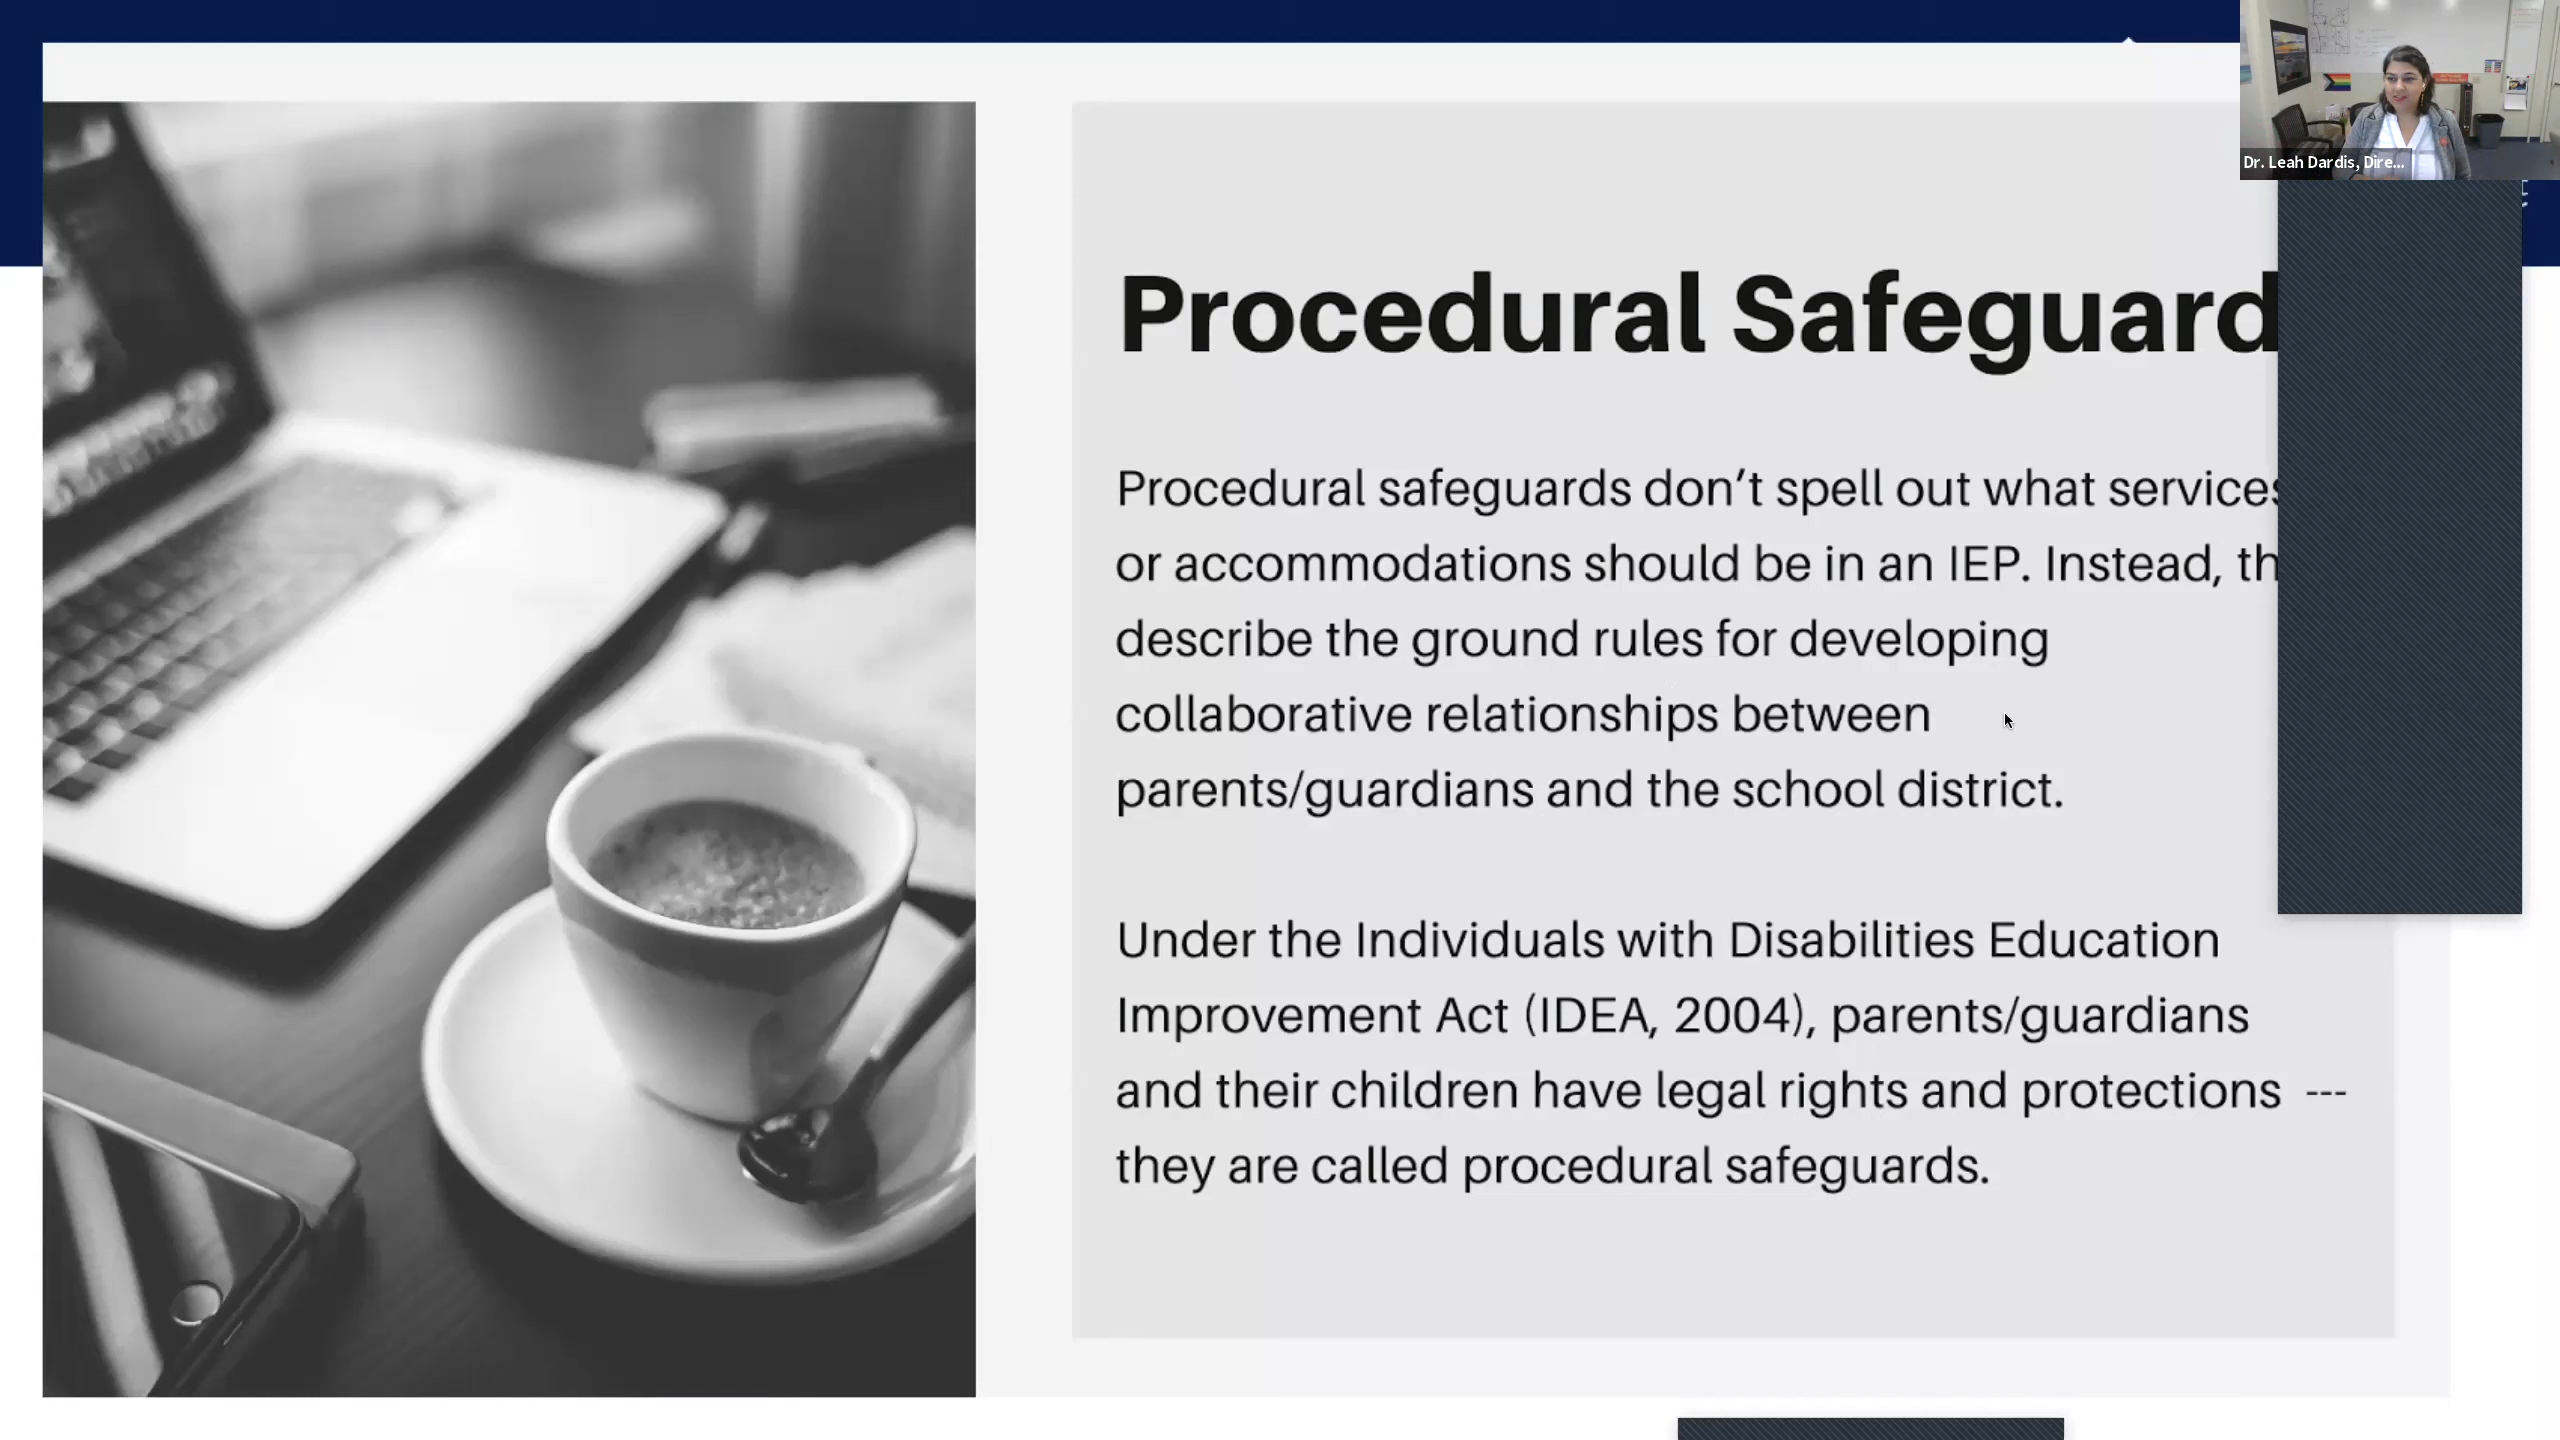 Dr. Leah Dardis, Dire...
Procedural Safeguard
Procedural safeguards don’t spell out what services
or accommodations should be in an IEP. Instead, th
describe the ground rules for developing
collaborative relationships between
parents/guardians and the school district.
Under the Individuals with Disabilities Education
Improvement Act (IDEA, 2004), parents/guardians
and their children have legal rights and protections ---
they are called procedural safeguards.